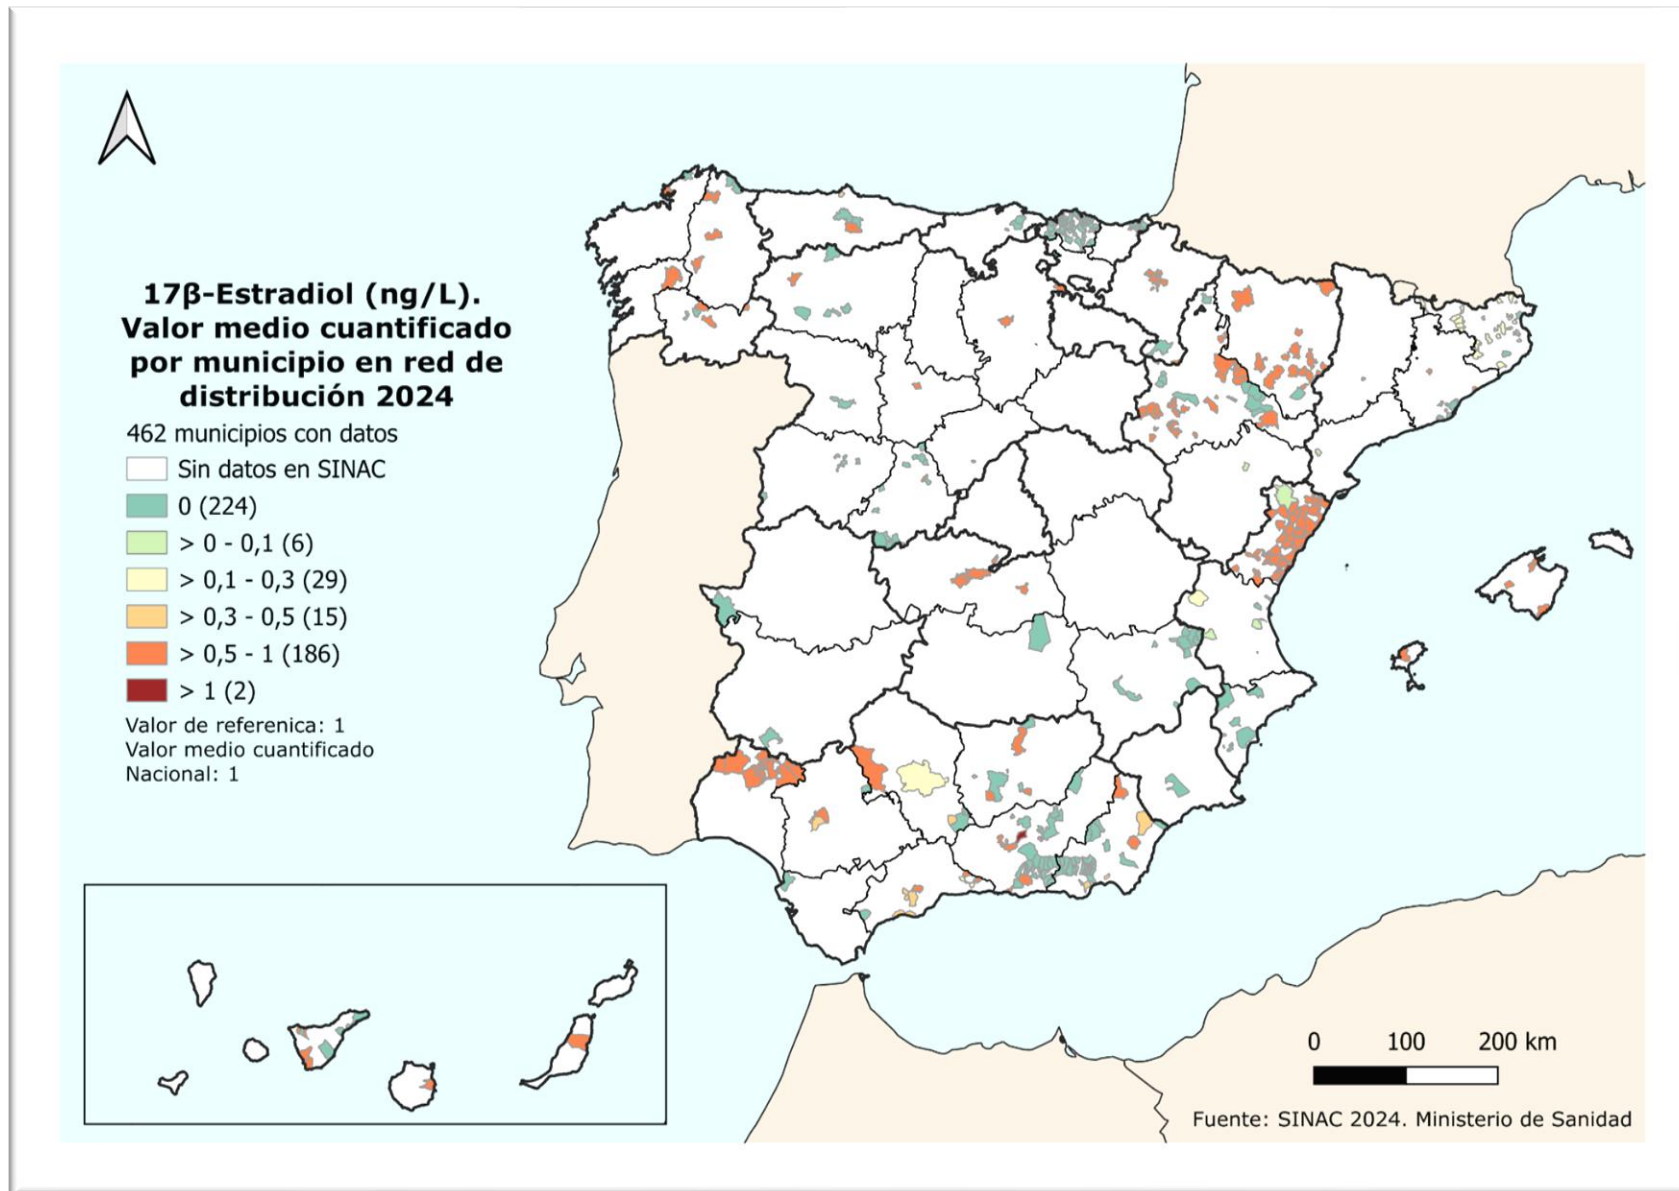 17β-Estradiol (ng/L).
Valor medio cuantificado
por municipio en red de
distribución 2024
462 municipios con datos
Sin datos en SINAC
0 (224)
> 0 - 0,1 (6)
> 0,1 - 0,3 (29)
> 0,3 - 0,5 (15)
> 0,5 - 1 (186)
> 1 (2)
Valor de referenica: 1
Valor medio cuantificado
Nacional: 1
0 100 200 km
Fuente: SINAC 2024. Ministerio de Sanidad